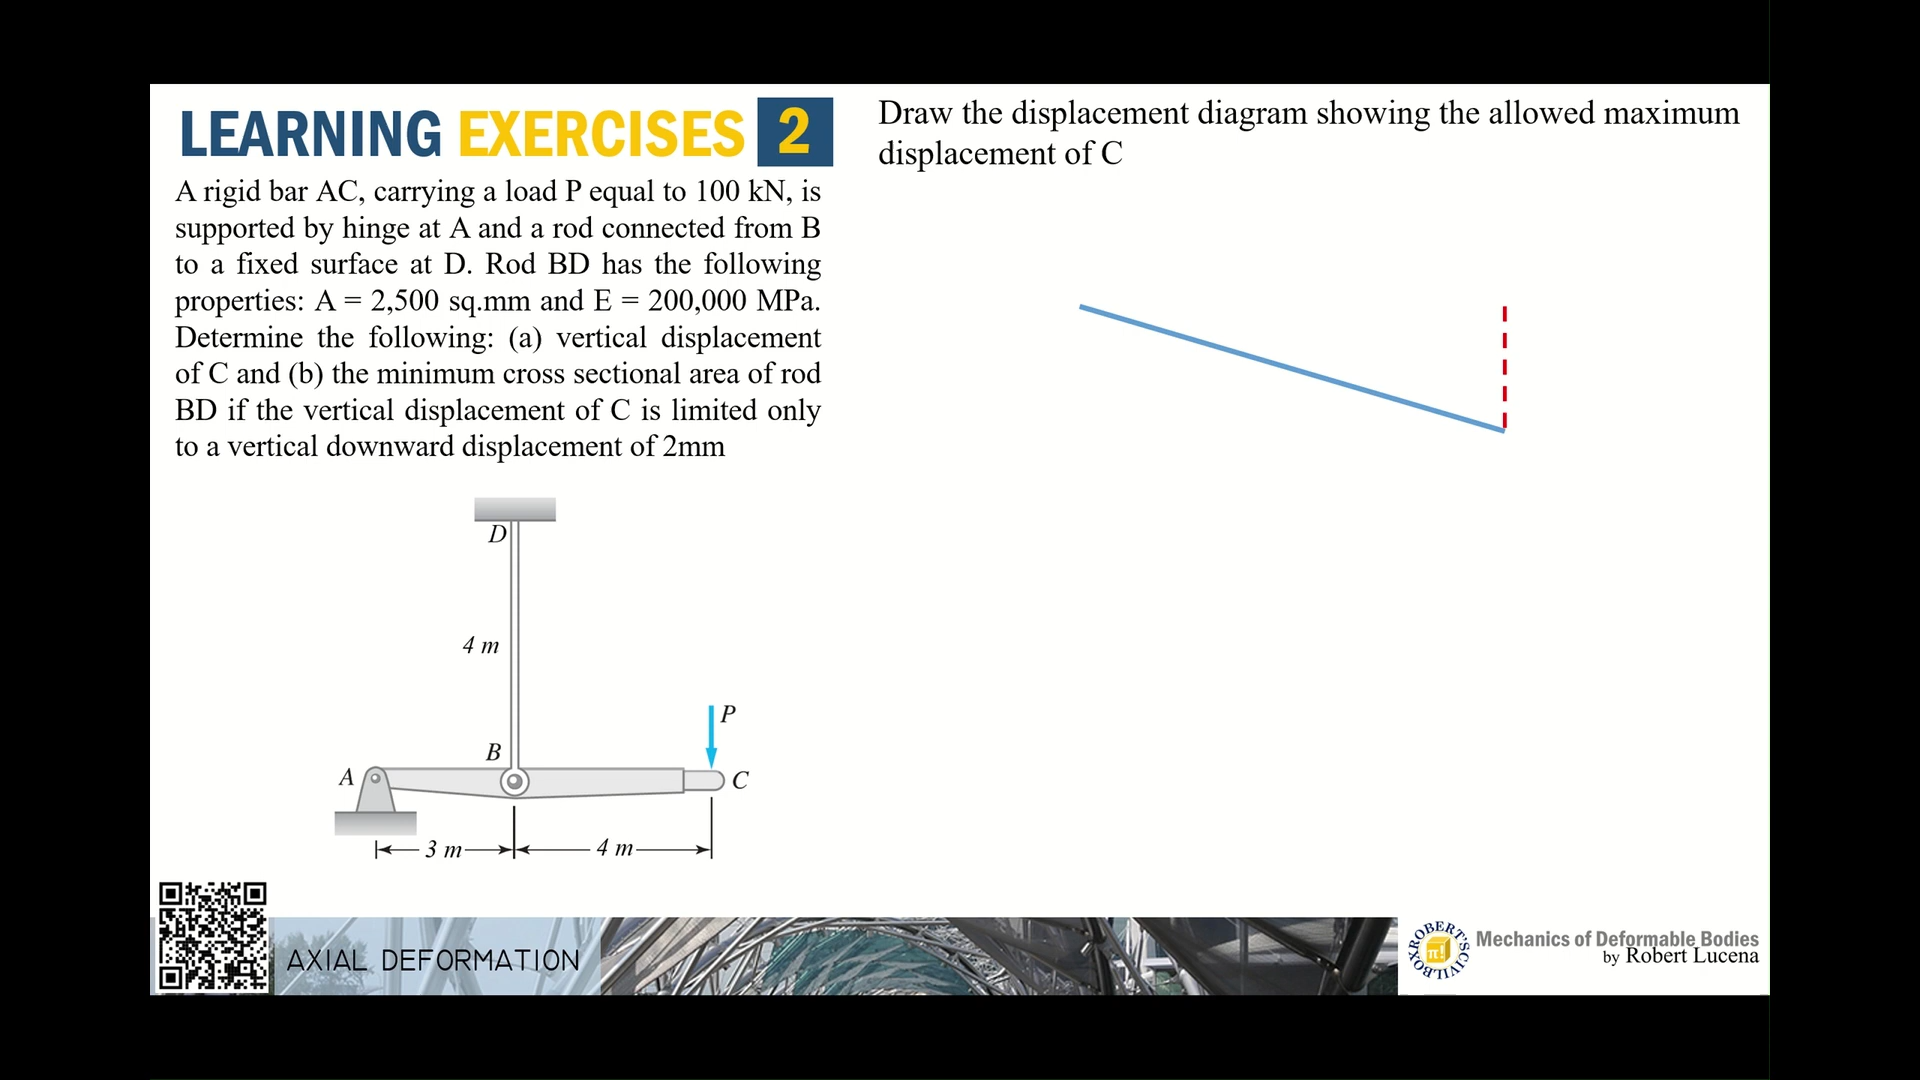 LEARNING EXERCISES 2
A rigid bar AC, carrying a load P equal to 100 kN, is
supported by hinge at A and a rod connected from B
to a fixed surface at D. Rod BD has the following
properties: A = 2,500 sq.mm and E = 200,000 MPa.
Determine the following: (a) vertical displacement
of C and (b) the minimum cross sectional area of rod
BD if the vertical displacement of C is limited only
to a vertical downward displacement of 2mm
D
4 m
P
B
A
C
3 m
4 m
Draw the displacement diagram showing the allowed maximum
displacement of C
AXIAL DEFORMATION
ROBERT'S CIVILBOX
π!
Mechanics of Deformable Bodies
by Robert Lucena